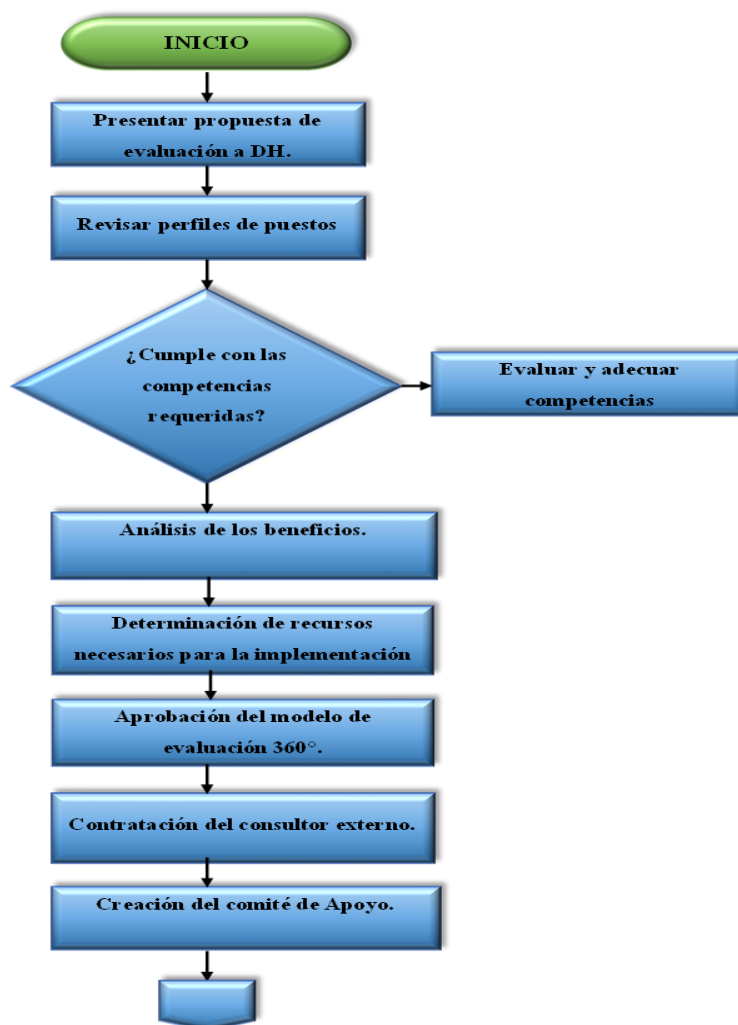 INICIO
Presentar propuesta de
evaluación a DH.
Revisar perfiles de puestos
¿Cumple con las
competencias
requeridas?
Evaluar y adecuar
competencias
Análisis de los beneficios.
Determinación de recursos
necesarios para la implementación
Aprobación del modelo de
evaluación 360°.
Contratación del consultor externo.
Creación del comité de Apoyo.